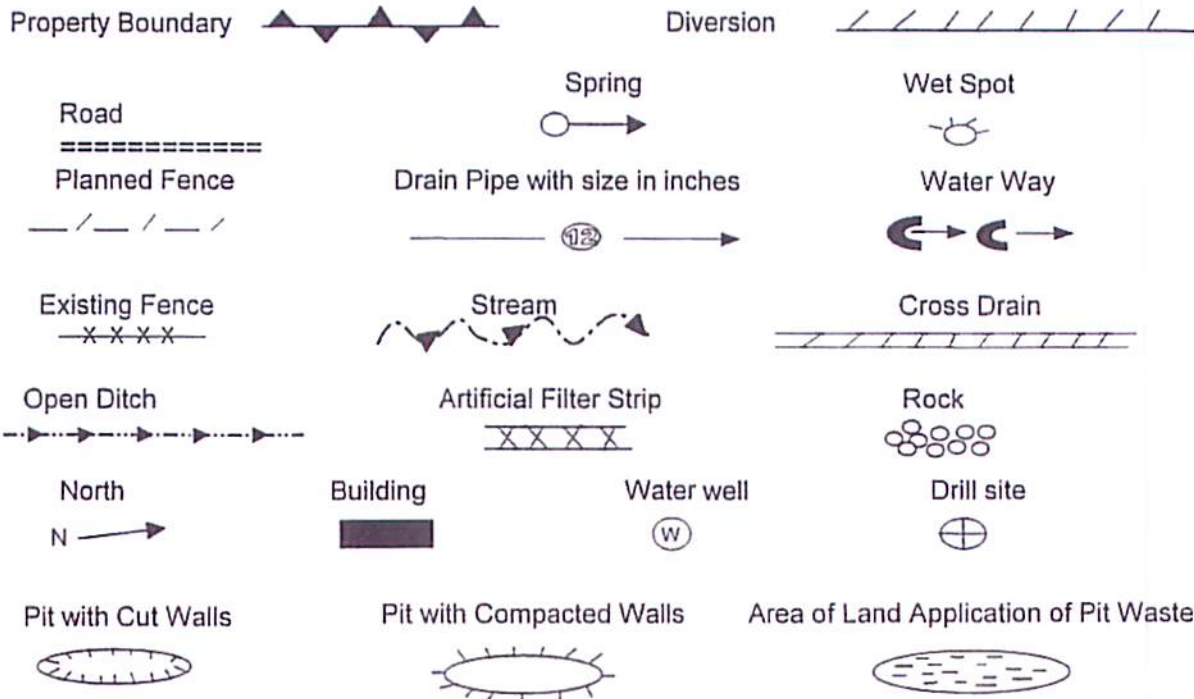 Property Boundary
Diversion
Road
Spring
Wet Spot
Planned Fence
Drain Pipe with size in inches
12
Water Way
Existing Fence
Stream
Cross Drain
Open Ditch
Artificial Filter Strip
Rock
North
N
Building
Water well
W
Drill site
Pit with Cut Walls
Pit with Compacted Walls
Area of Land Application of Pit Waste